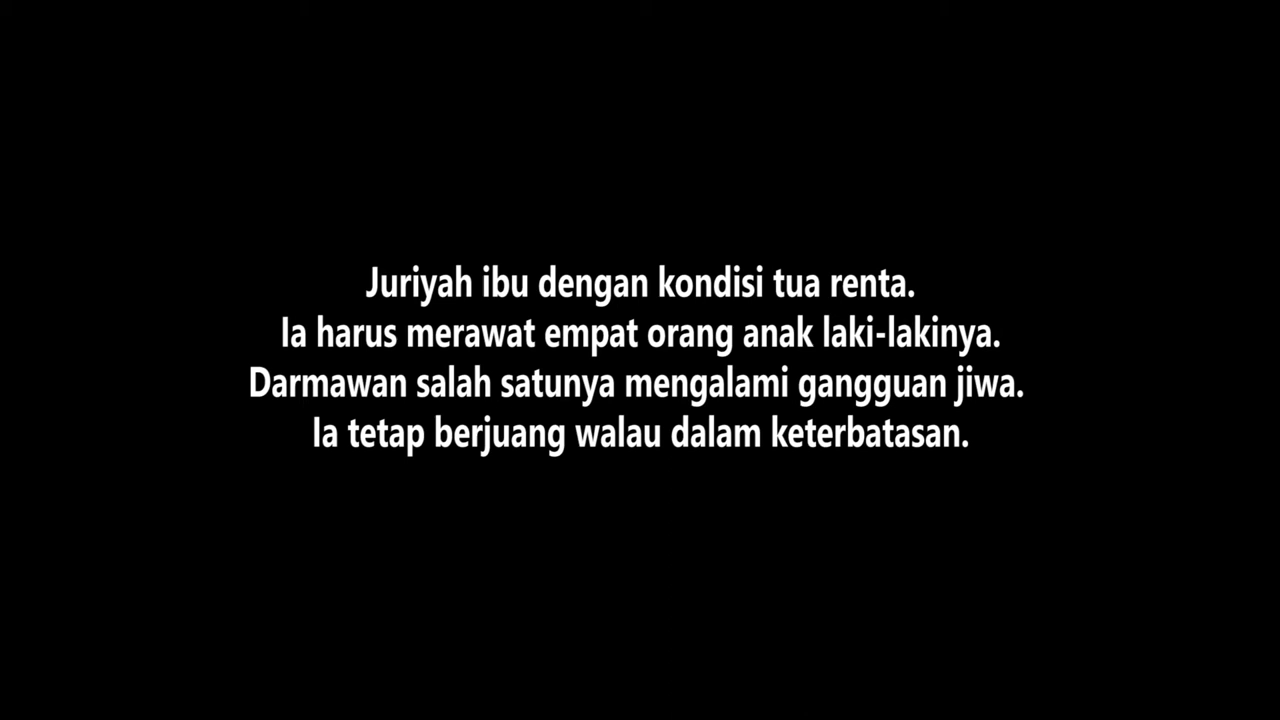 Juriyah ibu dengan kondisi tua renta.
Ia harus merawat empat orang anak laki-lakinya.
Darmawan salah satunya mengalami gangguan jiwa.
Ia tetap berjuang walau dalam keterbatasan.